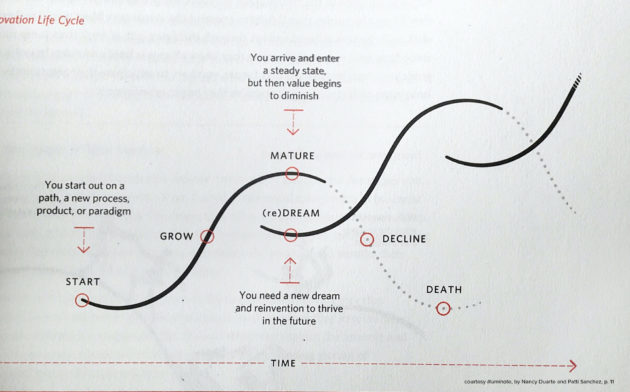 ovation Life Cycle
You arrive and enter
a steady state,
but then value begins
to diminish
MATURE
You start out on a
path, a new process,
product, or paradigm
(re)DREAM
GROW
DECLINE
START
DEATH
You need a new dream
and reinvention to thrive
in the future
TIME
courtesy illuminate, by Nancy Duarte and Patti Sanchez, p. 11